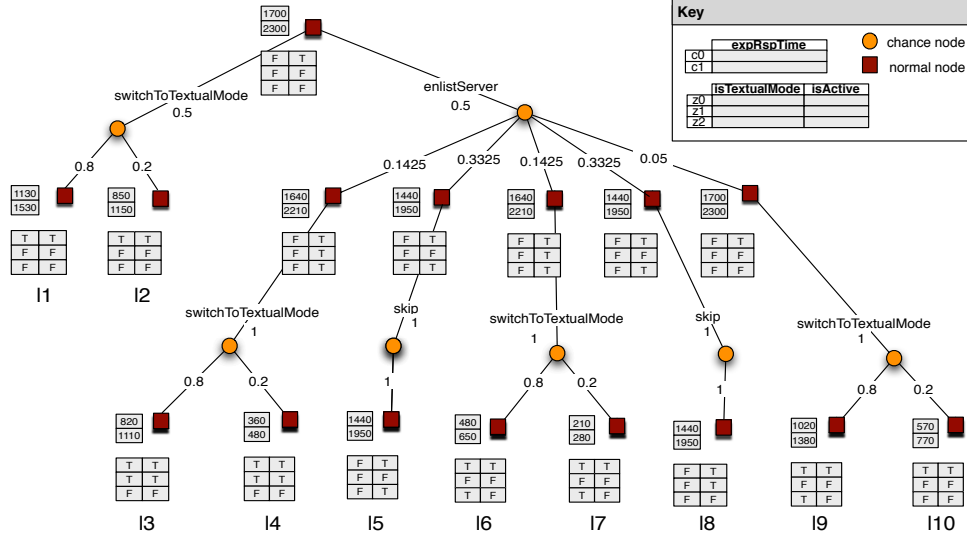 1700
2300
F T
F F
F F
Key
expRspTime
c0
c1
isTextualMode isActive
z0
z1
z2
chance node
normal node
switchToTextualMode
0.5
enlistServer
0.5
0.8
0.2
0.1425
0.3325
0.1425
0.3325
0.05
1130
1530
T T
F F
F F
l1
850
1150
T T
F F
F F
l2
1640
2210
F T
F F
F T
1440
1950
F T
F F
F T
1640
2210
F T
F T
F T
1440
1950
F T
F T
F F
1700
2300
F T
F F
F F
switchToTextualMode
1
skip
1
switchToTextualMode
1
skip
1
switchToTextualMode
1
0.8
0.2
1
0.8
0.2
1
0.8
0.2
820
1110
T T
T T
F F
l3
360
480
T T
T T
F F
l4
1440
1950
F T
F F
F T
l5
480
650
T T
T F
T F
l6
210
280
T T
T F
T F
l7
1440
1950
F T
F T
F F
l8
1020
1380
T T
T F
F F
l9
570
770
T T
T F
F F
l10